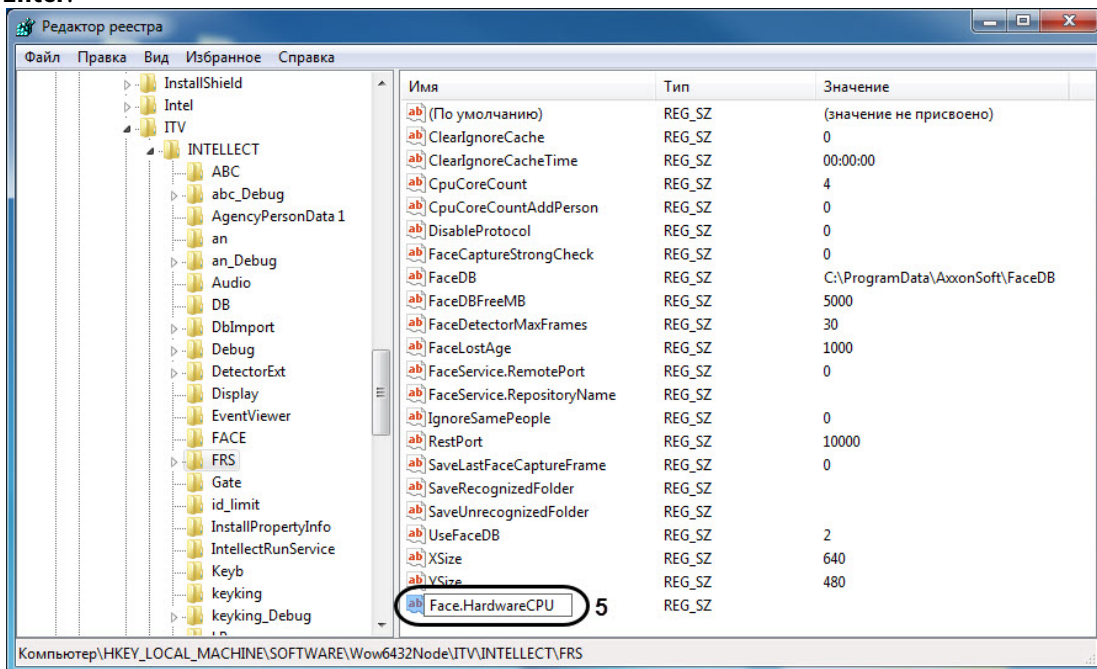 Enter.
Редактор реестра
Файл Правка Вид Избранное Справка
InstallShield
Intel
ITV
INTELLECT
ABC
abc_Debug
AgencyPersonData 1
an
an_Debug
Audio
DB
DbImport
Debug
DetectorExt
Display
EventViewer
FACE
FRS
Gate
id_limit
InstallPropertyInfo
IntellectRunService
Keyb
keyking
keyking_Debug
Имя Тип Значение
(По умолчанию) REG_SZ (значение не присвоено)
ClearIgnoreCache REG_SZ 0
ClearIgnoreCacheTime REG_SZ 00:00:00
CpuCoreCount REG_SZ 4
CpuCoreCountAddPerson REG_SZ 0
DisableProtocol REG_SZ 0
FaceCaptureStrongCheck REG_SZ 0
FaceDB REG_SZ C:\ProgramData\AxxonSoft\FaceDB
FaceDBFreeMB REG_SZ 5000
FaceDetectorMaxFrames REG_SZ 30
FaceLostAge REG_SZ 1000
FaceService.RemotePort REG_SZ 0
FaceService.RepositoryName REG_SZ
IgnoreSamePeople REG_SZ 0
RestPort REG_SZ 10000
SaveLastFaceCaptureFrame REG_SZ 0
SaveRecognizedFolder REG_SZ
SaveUnrecognizedFolder REG_SZ
UseFaceDB REG_SZ 2
XSize REG_SZ 640
YSize REG_SZ 480
Face.HardwareCPU 5 REG_SZ
Компьютер\HKEY_LOCAL_MACHINE\SOFTWARE\Wow6432Node\ITV\INTELLECT\FRS